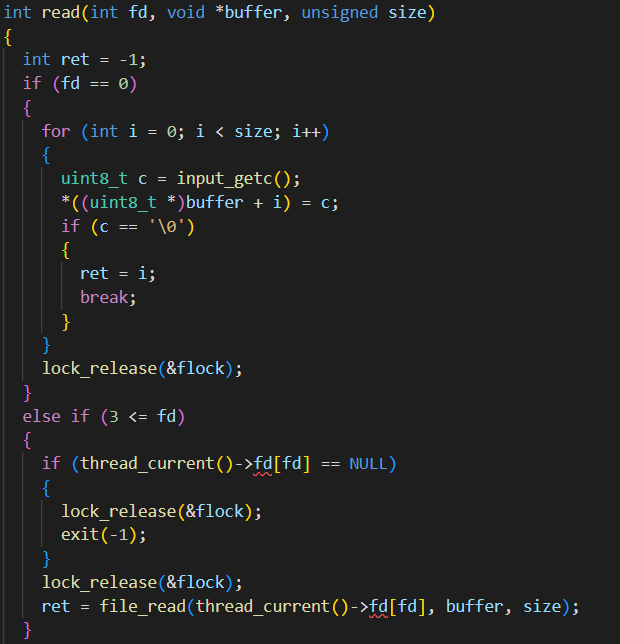 int read(int fd, void *buffer, unsigned size)
{
  int ret = -1;
  if (fd == 0)
  {
    for (int i = 0; i < size; i++)
    {
      uint8_t c = input_getc();
      *((uint8_t *)buffer + i) = c;
      if (c == '\0')
      {
        ret = i;
        break;
      }
    }
    lock_release(&flock);
  }
  else if (3 <= fd)
  {
    if (thread_current()->fd[fd] == NULL)
    {
      lock_release(&flock);
      exit(-1);
    }
    lock_release(&flock);
    ret = file_read(thread_current()->fd[fd], buffer, size);
  }